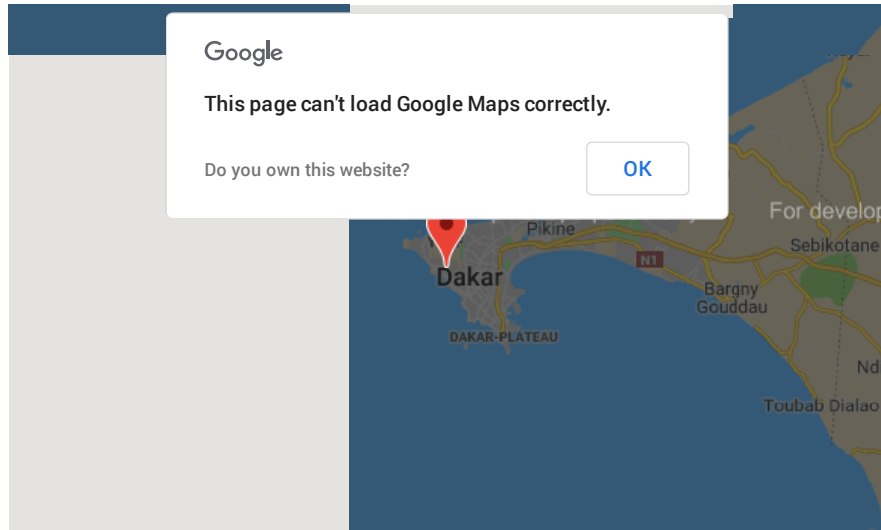 Google
This page can't load Google Maps correctly.
Do you own this website?
OK
For develop
Pikine
Sebikotane
N1
Dakar
Bargny
Gouddau
DAKAR-PLATEAU
Nd
Toubab Dialao